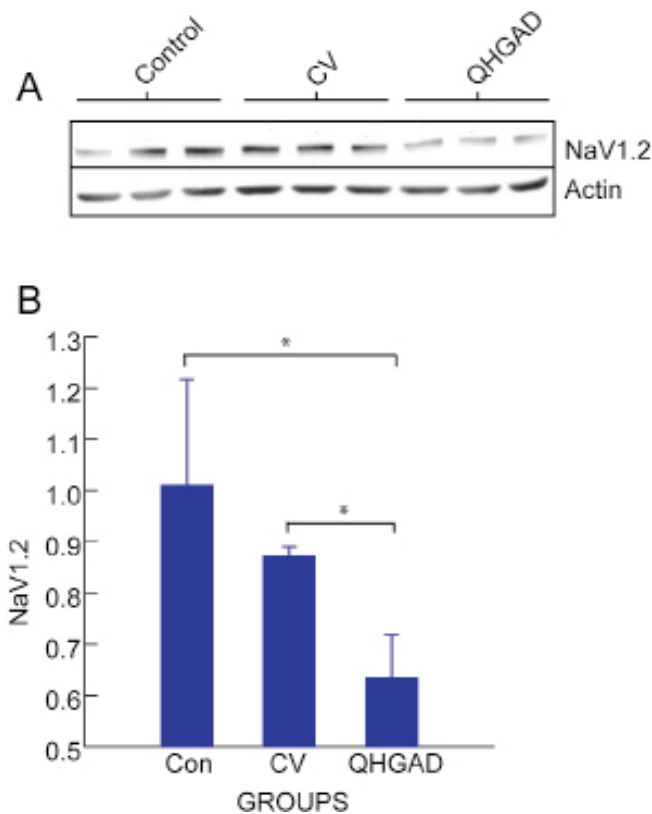 Control CV QHGAD
A
NaV1.2
Actin
B
1.3
*
1.2
1.1
1.0
*
0.9
0.8
0.7
0.6
0.5
NaV1.2
Con CV QHGAD
GROUPS